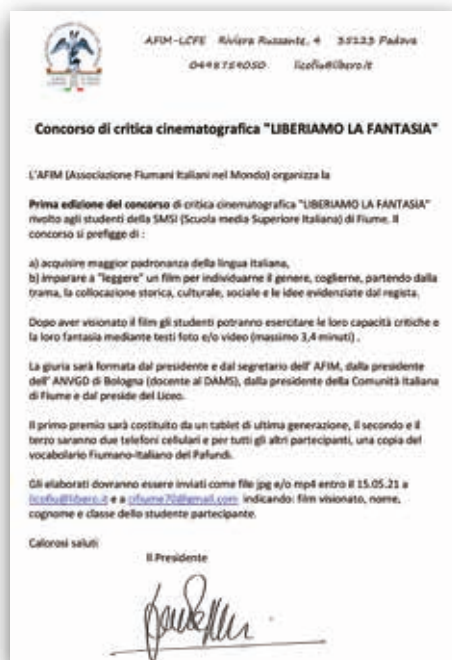 AFIM-LCFE Riviera Ruzzante, 4 35123 Padova
0498759050 licofiu@libero.it
Concorso di critica cinematografica "LIBERIAMO LA FANTASIA"
L'AFIM (Associazione Fiumani Italiani nel Mondo) organizza la
Prima edizione del concorso di critica cinematografica "LIBERIAMO LA FANTASIA"
rivolto agli studenti della SMSI (Scuola media Superiore Italiana) di Fiume. Il
concorso si prefigge di :
a) acquisire maggior padronanza della lingua italiana,
b) imparare a "leggere" un film per individuarne il genere, coglierne, partendo dalla
trama, la collocazione storica, culturale, sociale e le idee evidenziate dal regista.
Dopo aver visionato il film gli studenti potranno esercitare le loro capacità critiche e
la loro fantasia mediante testi foto e/o video (massimo 3,4 minuti) .
La giuria sarà formata dal presidente e dal segretario dell' AFIM, dalla presidente
dell' ANVGD di Bologna (docente al DAMS), dalla presidente della Comunità Italiana
di Fiume e dal preside del Liceo.
Il primo premio sarà costituito da un tablet di ultima generazione, il secondo e il
terzo saranno due telefoni cellulari e per tutti gli altri partecipanti, una copia del
vocabolario Fiumano-Italiano del Pafundi.
Gli elaborati dovranno essere inviati come file jpg e/o mp4 entro il 15.05.21 a
licofiu@libero.it e a cifiume70@gmail.com indicando: film visionato, nome,
cognome e classe dello studente partecipante.
Calorosi saluti
Il Presidente